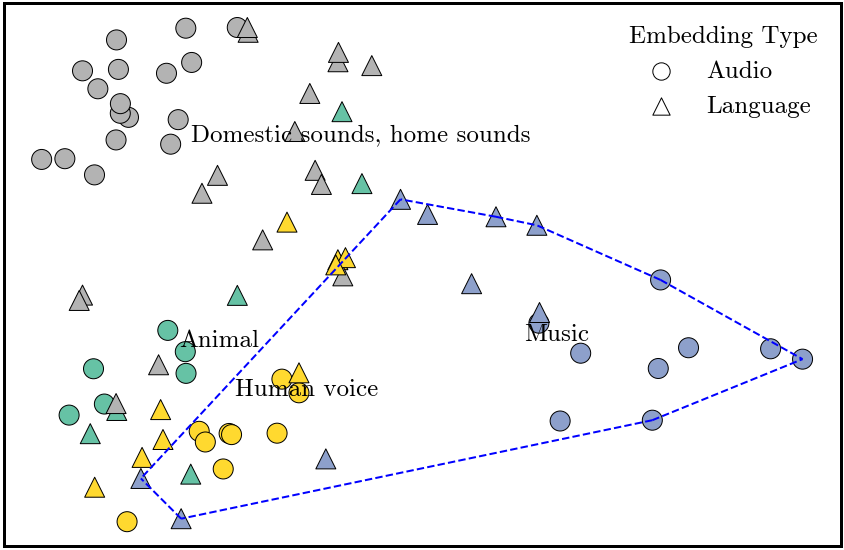 Embedding Type
Audio
Language
Domestic sounds, home sounds
Animal
Music
Human voice